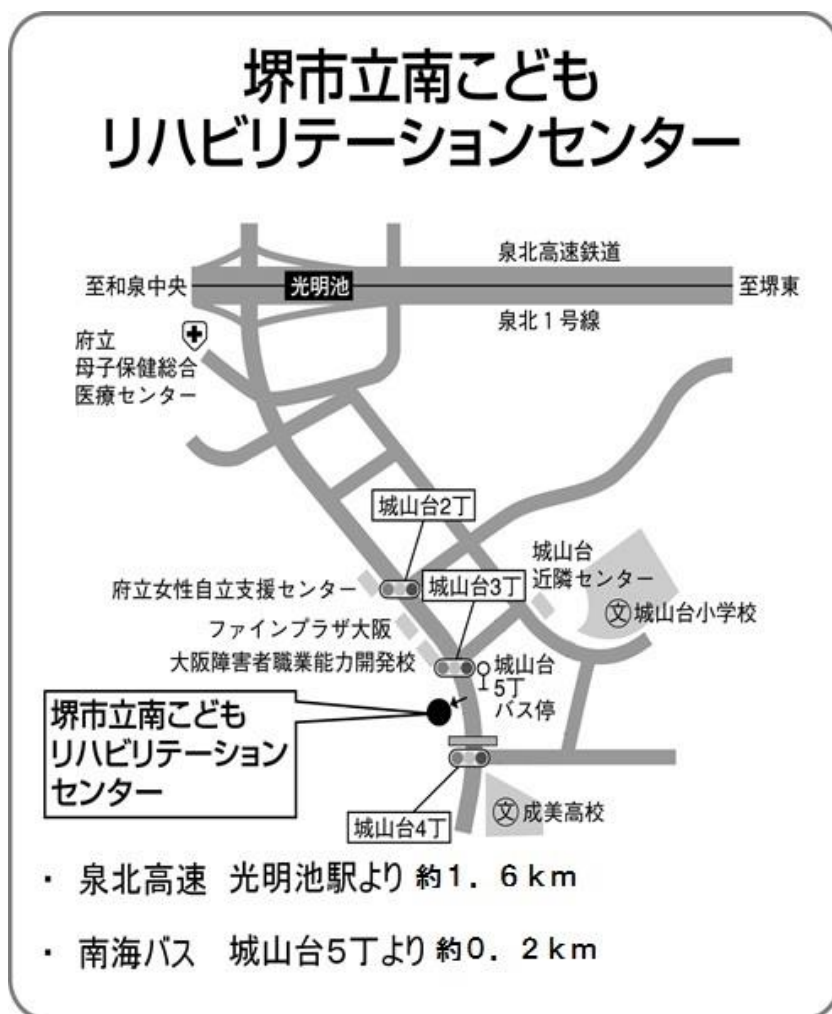 堺市立南こども
リハビリテーションセンター
泉北高速鉄道
至和泉中央
光明池
至堺東
泉北1号線
府立
母子保健総合
医療センター
城山台2丁
城山台
近隣センター
府立女性自立支援センター
城山台3丁
文城山台小学校
ファインプラザ大阪
大阪障害者職業能力開発校
城山台
5丁
バス停
堺市立南こども
リハビリテーション
センター
文成美高校
城山台4丁
・ 泉北高速 光明池駅より 約1．6km
・ 南海バス 城山台5丁より 約0．2km